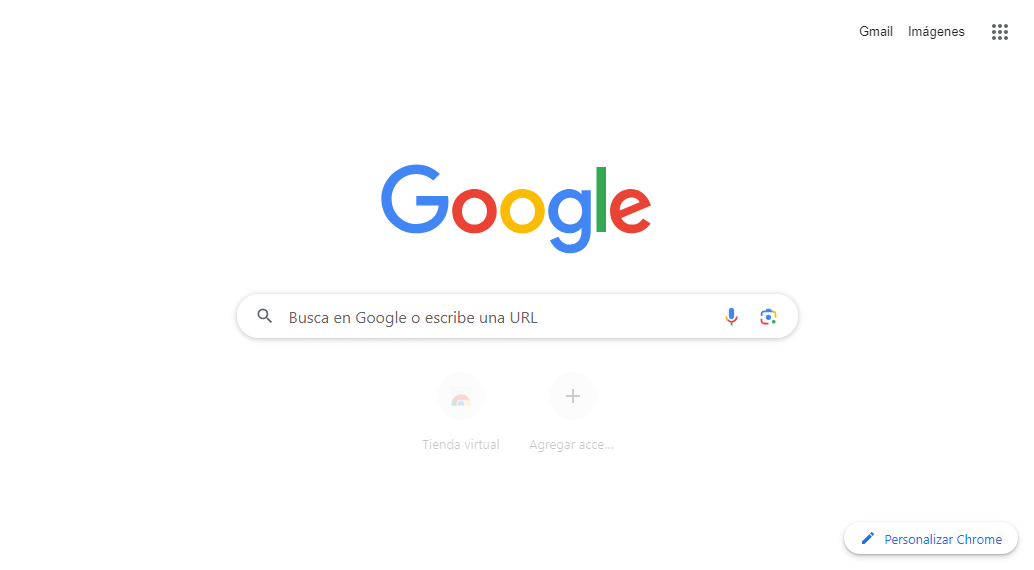 Gmail Imágenes
Google
Busca en Google o escribe una URL
Tienda virtual Agregar acce...
Personalizar Chrome